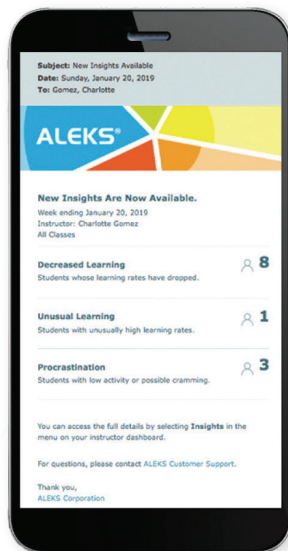 Subject: New Insights Available
Date: Sunday, January 20, 2019
To: Gomez, Charlotte
ALEKS®
New Insights Are Now Available.
Week ending January 20, 2019
Instructor: Charlotte Gomez
All Classes
Decreased Learning 8
Students whose learning rates have dropped.
Unusual Learning 1
Students with unusually high learning rates.
Procrastination 3
Students with low activity or possible cramming.
You can access the full details by selecting Insights in the
menu on your instructor dashboard.
For questions, please contact ALEKS Customer Support.
Thank you,
ALEKS Corporation